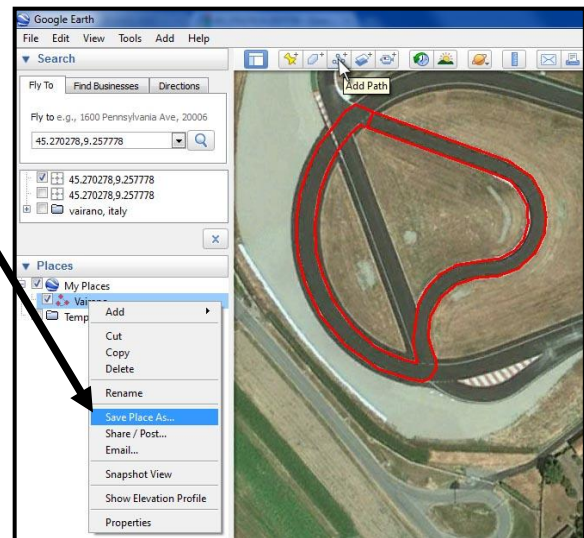 Google Earth
File Edit View Tools Add Help
Search
Add Path
Fly To Find Businesses Directions
Fly to e.g., 1600 Pennsylvania Ave, 20006
45.270278,9.257778
45.270278,9.257778
45.270278,9.257778
vairano, italy
Places
My Places
Temp
Add
Cut
Copy
Delete
Rename
Save Place As...
Share / Post...
Email...
Snapshot View
Show Elevation Profile
Properties